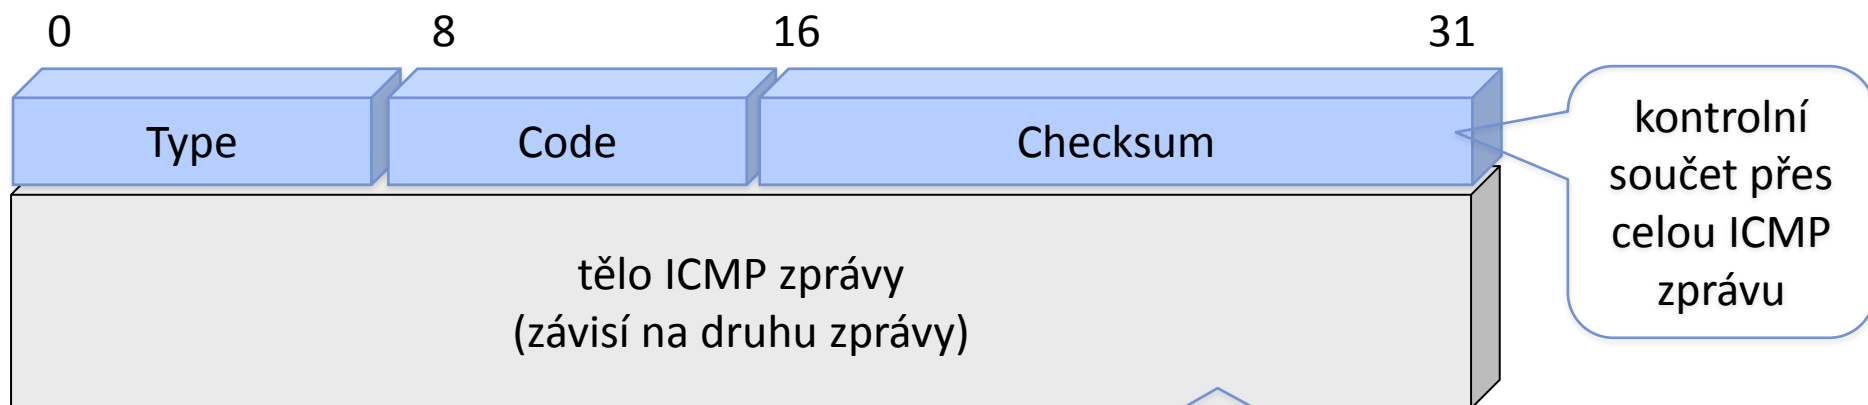 0 8 16 31
Type Code Checksum
kontrolní
součet přes
celou ICMP
zprávu
tělo ICMP zprávy
(závisí na druhu zprávy)